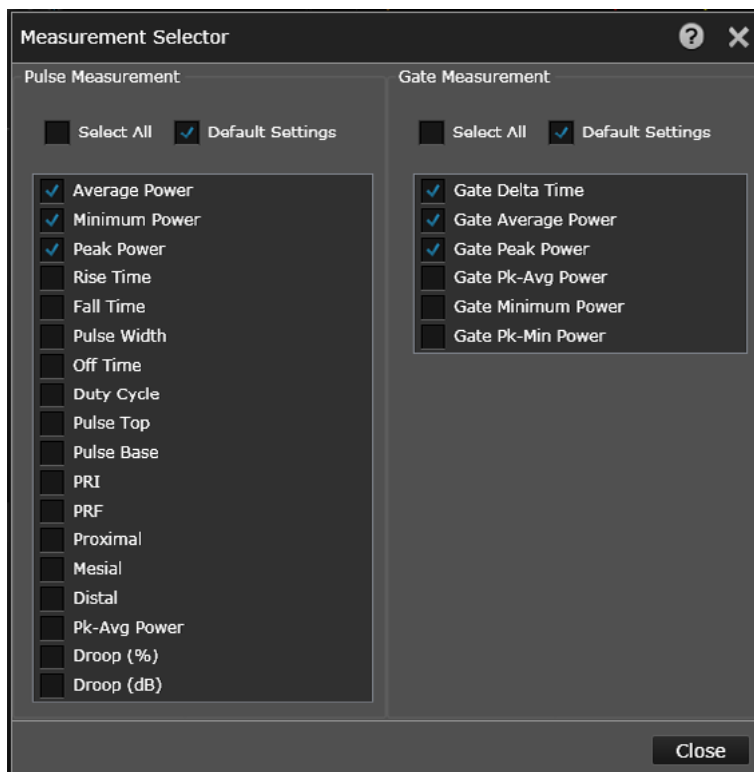 Measurement Selector
Pulse Measurement
Select All Default Settings
Average Power
Minimum Power
Peak Power
Rise Time
Fall Time
Pulse Width
Off Time
Duty Cycle
Pulse Top
Pulse Base
PRI
PRF
Proximal
Mesial
Distal
Pk-Avg Power
Droop (%)
Droop (dB)
Gate Measurement
Select All Default Settings
Gate Delta Time
Gate Average Power
Gate Peak Power
Gate Pk-Avg Power
Gate Minimum Power
Gate Pk-Min Power
Close